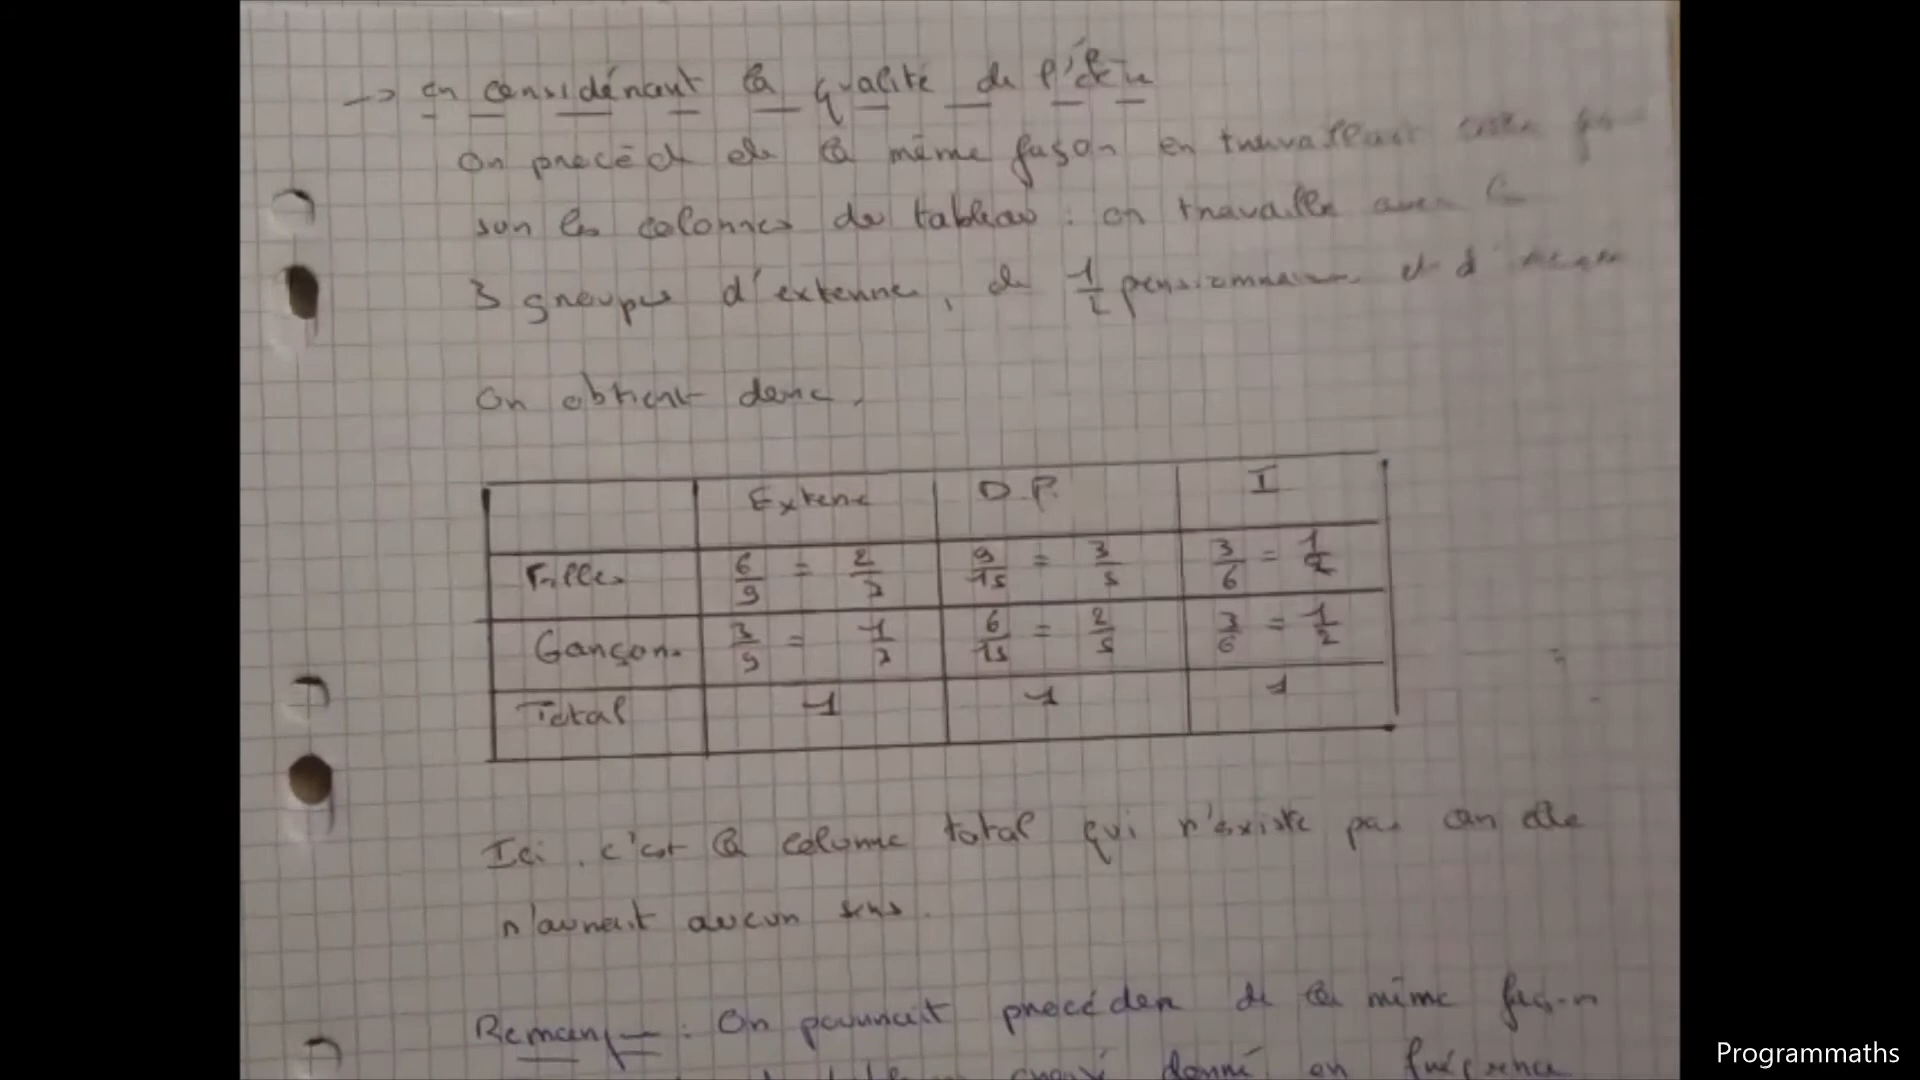 → en considérant la qualité de l'élève
on procède de la même façon en travaillant cette
sur les colonnes du tableau : on travaille avec
3 groupes d'externe, de 1/2 pensionnaire et d'
on obtient donc,
Externe D.P. I
Filles 6/9 = 2/3 9/15 = 3/5 3/6 = 1/2
Garçons 3/9 = 1/3 6/15 = 2/5 3/6 = 1/2
Total 1 1 1
Ici, c'est la colonne total qui n'existe pas car elle
n'aurait aucun sens.
Remarque : On pourrait procéder de la même façon
donné en fréquence
Programmaths